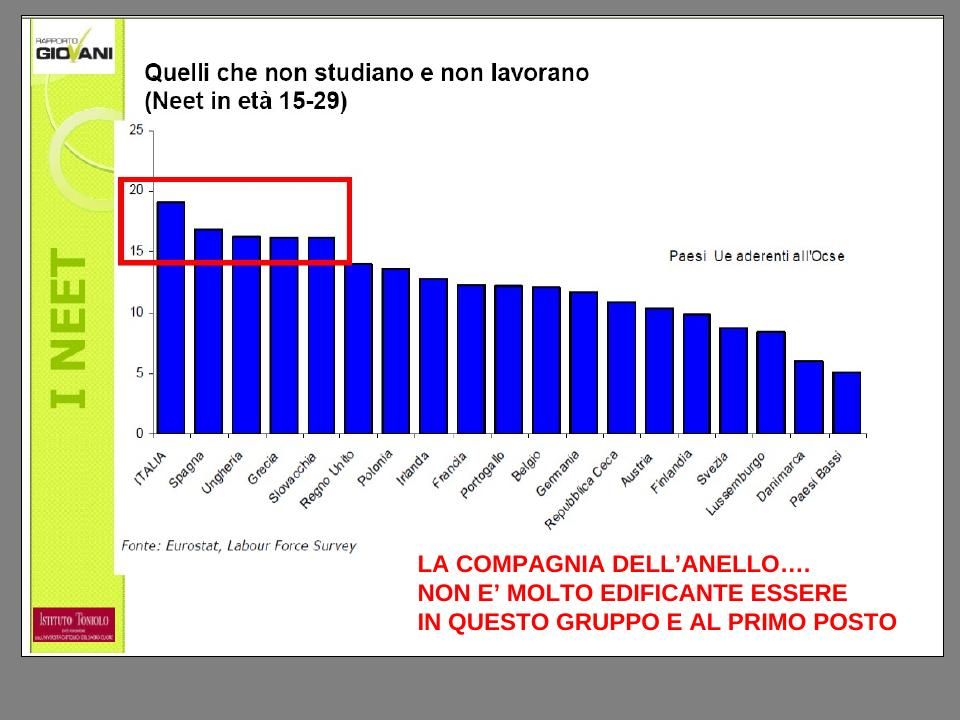 RAPPORTO
GIOVANI
I NEET
Quelli che non studiano e non lavorano
(Neet in età 15-29)
25
20
15
10
5
0
Paesi Ue aderenti all'Ocse
ITALIA
Spagna
Ungheria
Grecia
Slovacchia
Regno Unito
Polonia
Irlanda
Francia
Portogallo
Belgio
Germania
Repubblica Ceca
Austria
Finlandia
Svezia
Lussemburgo
Danimarca
Paesi Bassi
Fonte: Eurostat, Labour Force Survey
LA COMPAGNIA DELL’ANELLO….
NON E’ MOLTO EDIFICANTE ESSERE
IN QUESTO GRUPPO E AL PRIMO POSTO
ISTITUTO TONIOLO